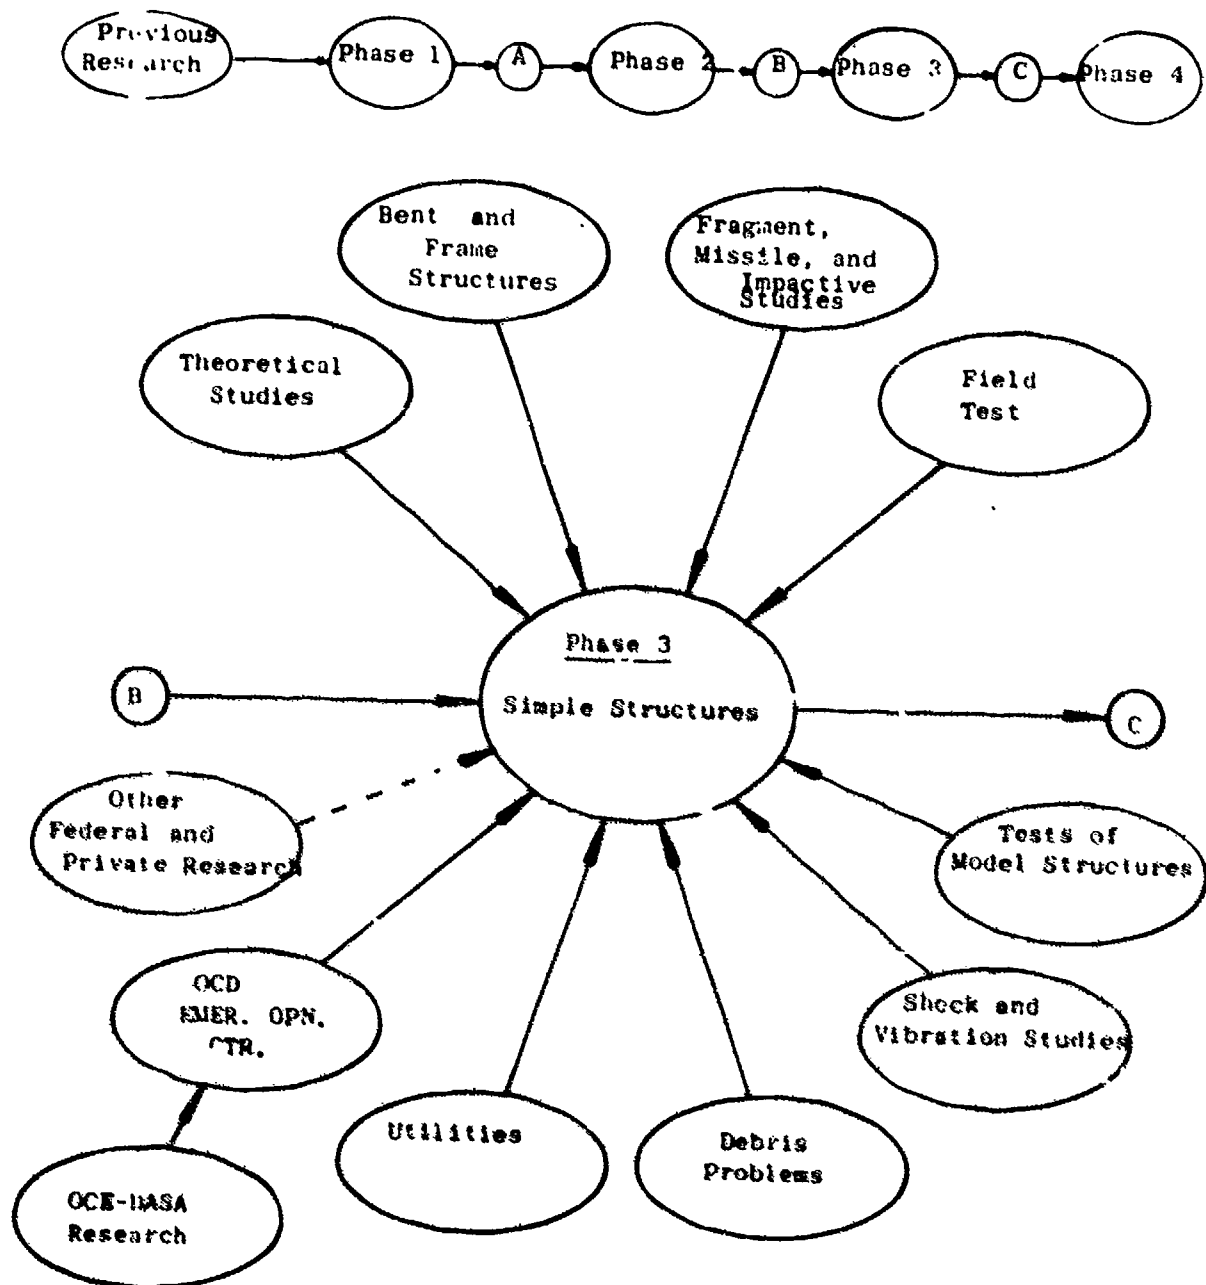 Previous
Research
Phase 1
A
Phase 2
B
Phase 3
C
Phase 4
Bent and
Frame
Structures
Fragment,
Missile, and
Impactive
Studies
Theoretical
Studies
Field
Test
Phase 3
Simple Structures
B
C
Other
Federal and
Private Research
Tests of
Model Structures
OCD
EMER. OPN.
CTR.
Shock and
Vibration Studies
Utilities
Debris
Problems
OCE-DASA
Research